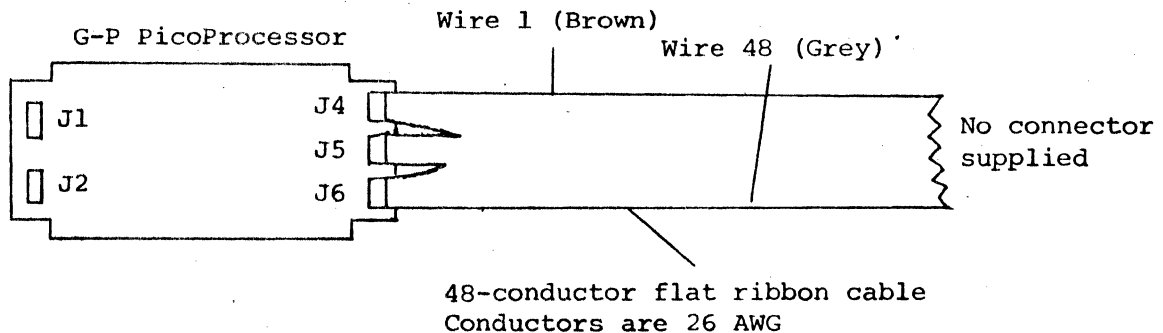 Wire 1 (Brown)
G-P PicoProcessor
Wire 48 (Grey)
J1
J4
J5
J2
J6
No connector
supplied
48-conductor flat ribbon cable
Conductors are 26 AWG